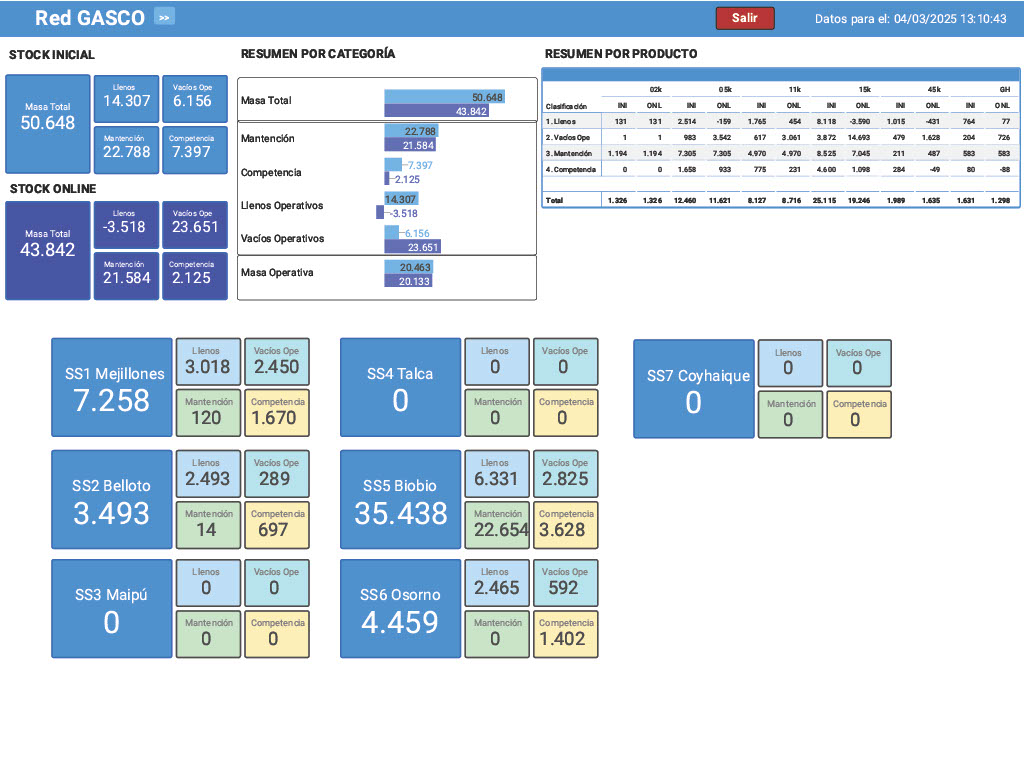 Red GASCO >> Salir Datos para el: 04/03/2025 13:10:43
STOCK INICIAL
Masa Total
50.648
Llenos
14.307
Vacíos Ope
6.156
Mantención
22.788
Competencia
7.397
STOCK ONLINE
Masa Total
43.842
Llenos
-3.518
Vacíos Ope
23.651
Mantención
21.584
Competencia
2.125
RESUMEN POR CATEGORÍA
Masa Total 50.648
43.842
Mantención 22.788
21.584
Competencia 7.397
-2.125
Llenos Operativos 14.307
-3.518
Vacíos Operativos 6.156
23.651
Masa Operativa 20.463
20.133
RESUMEN POR PRODUCTO
02k 05k 11k 15k 45k GH
Clasificación INI ONL INI ONL INI ONL INI ONL INI ONL INI ONL
1.Llenos 131 131 2.514 -159 1.765 454 8.118 -3.590 1.015 -431 764 77
2.Vacíos Ope 1 1 983 3.542 617 3.061 3.872 14.693 479 1.628 204 726
3.Mantención 1.194 1.194 7.305 7.305 4.970 4.970 8.525 7.045 211 487 583 583
4.Competencia 0 0 1.658 933 775 231 4.600 1.098 284 -49 80 -88
Total 1.326 1.326 12.460 11.621 8.127 8.716 25.115 19.246 1.989 1.635 1.631 1.298
SS1 Mejillones
7.258
Llenos
3.018
Vacíos Ope
2.450
Mantención
120
Competencia
1.670
SS4 Talca
0
Llenos
0
Vacíos Ope
0
Mantención
0
Competencia
0
SS7 Coyhaique
0
Llenos
0
Vacíos Ope
0
Mantención
0
Competencia
0
SS2 Belloto
3.493
Llenos
2.493
Vacíos Ope
289
Mantención
14
Competencia
697
SS5 Biobio
35.438
Llenos
6.331
Vacíos Ope
2.825
Mantención
22.654
Competencia
3.628
SS3 Maipú
0
Llenos
0
Vacíos Ope
0
Mantención
0
Competencia
0
SS6 Osorno
4.459
Llenos
2.465
Vacíos Ope
592
Mantención
0
Competencia
1.402